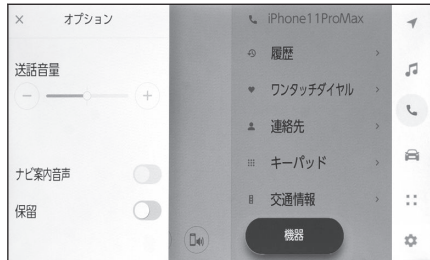 オプション
送話音量
ナビ案内音声
保留
iPhone11ProMax
履歴
ワンタッチダイヤル
連絡先
キーパッド
交通情報
機器